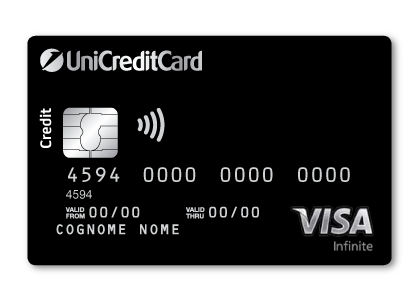 UniCreditCard
Credit
4594 0000 0000 0000
4594
VALID FROM 00/00 VALID THRU 00/00
COGNOME NOME
VISA
Infinite